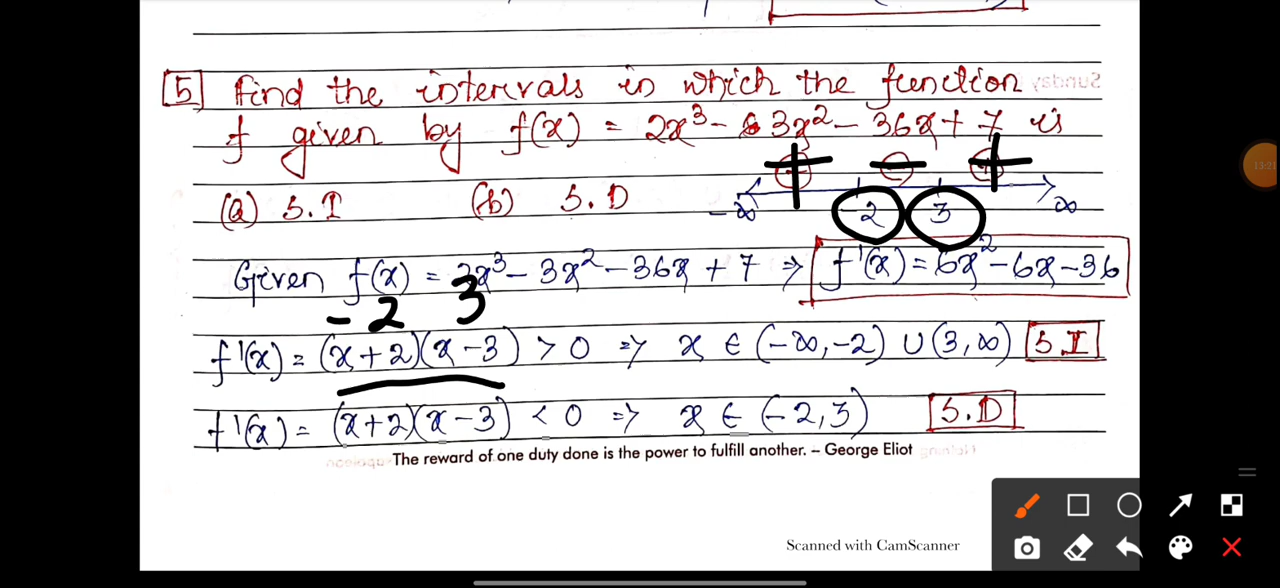 [5] Find the intervals in which the function
f given by f(x) = 2x³ - 3x² - 36x + 7 is
+ - +
(a) S.I (b) S.D -∞ -2 3 ∞
Given f(x) = 2x³ - 3x² - 36x + 7 ⇒ f'(x) = 6x² - 6x - 36
-2 3
f'(x) = (x+2)(x-3) > 0 ⇒ x ∈ (-∞, -2) ∪ (3, ∞) S.I
f'(x) = (x+2)(x-3) < 0 ⇒ x ∈ (-2, 3) S.D
The reward of one duty done is the power to fulfill another. – George Eliot
Scanned with CamScanner